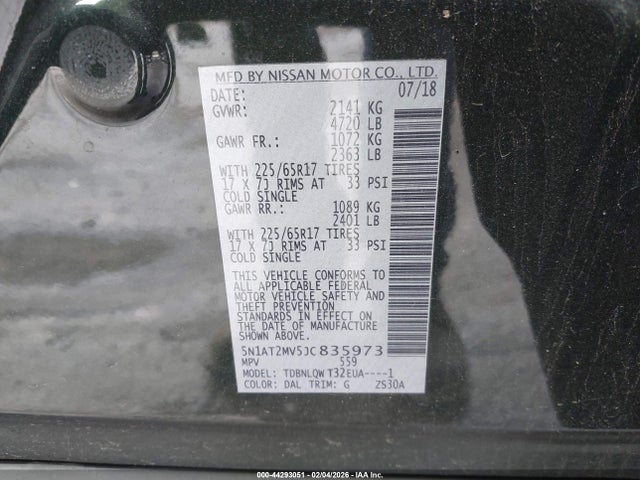 MFD BY NISSAN MOTOR CO., LTD.
DATE: 07/18
GVWR: 2141 KG
4720 LB
GAWR FR.: 1072 KG
2363 LB
WITH 225/65R17 TIRES
17 X 7J RIMS AT 33 PSI
COLD SINGLE
GAWR RR.: 1089 KG
2401 LB
WITH 225/65R17 TIRES
17 X 7J RIMS AT 33 PSI
COLD SINGLE
THIS VEHICLE CONFORMS TO
ALL APPLICABLE FEDERAL
MOTOR VEHICLE SAFETY AND
THEFT PREVENTION
STANDARDS IN EFFECT ON
THE DATE OF MANUFACTURE
SHOWN ABOVE.
5N1AT2MV5JC835973
MPV 559
MODEL: TDBNLQW T32EUA----1
COLOR: DAL TRIM: G ZS30A
000-44293051 - 02/04/2026 - IAA Inc.